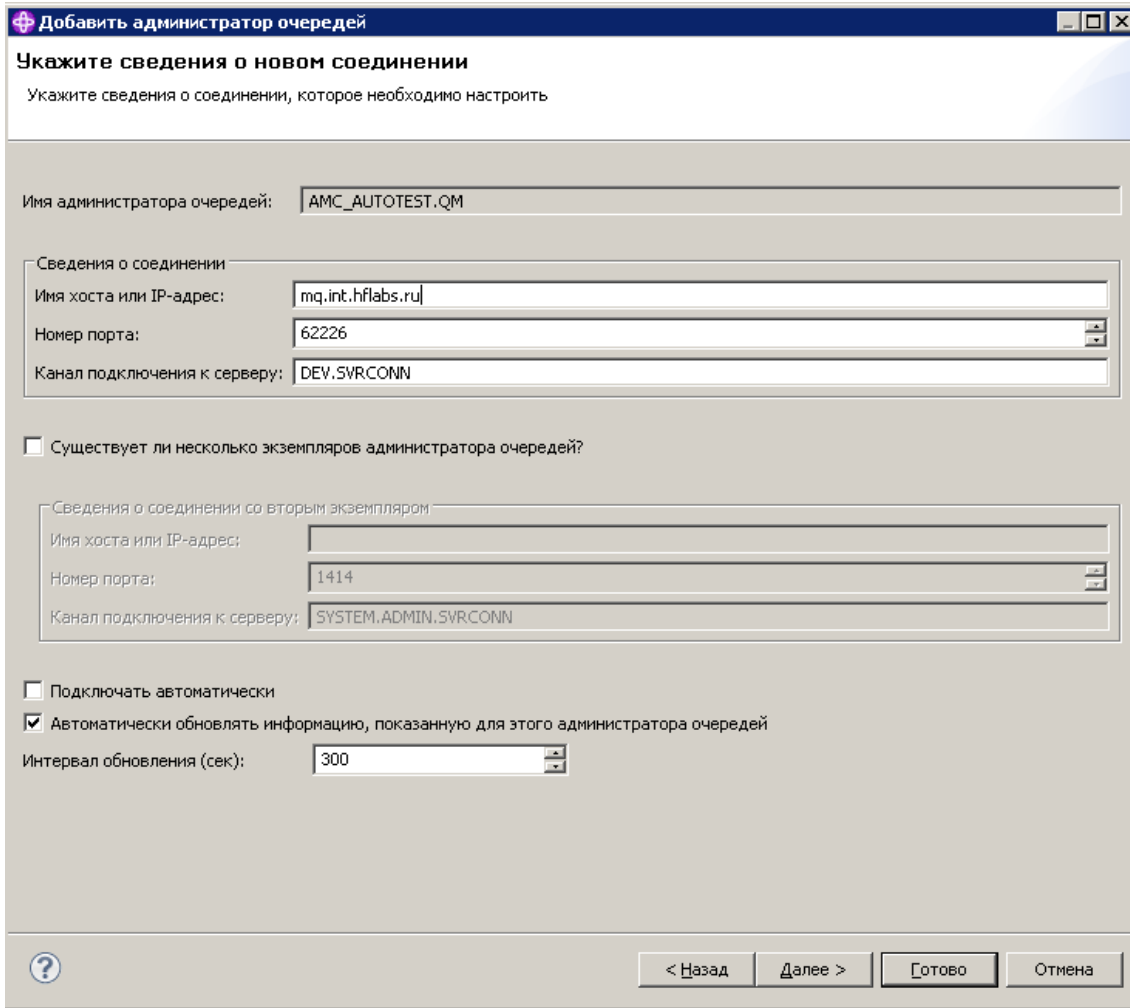 Добавить администратор очередей
Укажите сведения о новом соединении
Укажите сведения о соединении, которое необходимо настроить
Имя администратора очередей: AMC_AUTOTEST.QM
Сведения о соединении
Имя хоста или IP-адрес: mq.int.hflabs.ru
Номер порта: 62226
Канал подключения к серверу: DEV.SVRCONN
Существует ли несколько экземпляров администратора очередей?
Сведения о соединении со вторым экземпляром
Имя хоста или IP-адрес:
Номер порта: 1414
Канал подключения к серверу: SYSTEM.ADMIN.SVRCONN
Подключать автоматически
Автоматически обновлять информацию, показанную для этого администратора очередей
Интервал обновления (сек): 300
? < Назад Далее > Готово Отмена